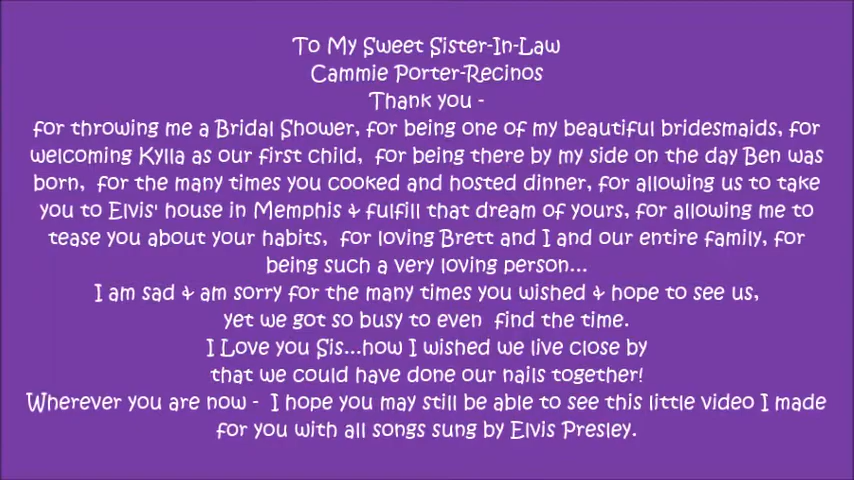 To My Sweet Sister-In-Law
Cammie Porter-Recinos
Thank you -
for throwing me a Bridal Shower, for being one of my beautiful bridesmaids, for
welcoming Kylla as our first child,  for being there by my side on the day Ben was
born,  for the many times you cooked and hosted dinner, for allowing us to take
you to Elvis' house in Memphis & fulfill that dream of yours, for allowing me to
tease you about your habits,  for loving Brett and I and our entire family, for
being such a very loving person...
I am sad & am sorry for the many times you wished & hope to see us,
yet we got so busy to even  find the time.
I Love you Sis...how I wished we live close by
that we could have done our nails together!
Wherever you are now -  I hope you may still be able to see this little video I made
for you with all songs sung by Elvis Presley.